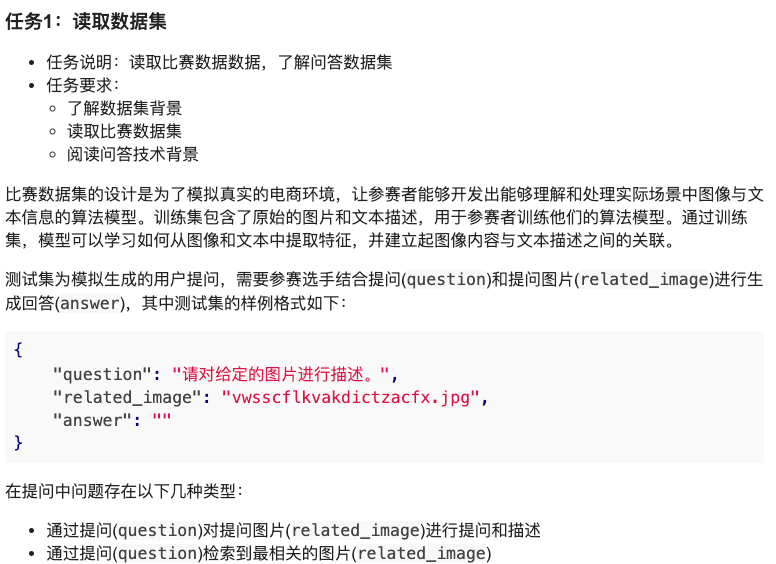 任务1：读取数据集
任务说明：读取比赛数据数据，了解问答数据集
任务要求：
了解数据集背景
读取比赛数据集
阅读问答技术背景
比赛数据集的设计是为了模拟真实的电商环境，让参赛者能够开发出能够理解和处理实际场景中图像与文
本信息的算法模型。训练集包含了原始的图片和文本描述，用于参赛者训练他们的算法模型。通过训练
集，模型可以学习如何从图像和文本中提取特征，并建立起图像内容与文本描述之间的关联。
测试集为模拟生成的用户提问，需要参赛选手结合提问(question)和提问图片(related_image)进行生
成回答(answer)，其中测试集的样例格式如下：
{
    "question": "请对给定的图片进行描述。",
    "related_image": "vwsscflkvakdictzacfx.jpg",
    "answer": ""
}
在提问中问题存在以下几种类型：
通过提问(question)对提问图片(related_image)进行提问和描述
通过提问(question)检索到最相关的图片(related_image)